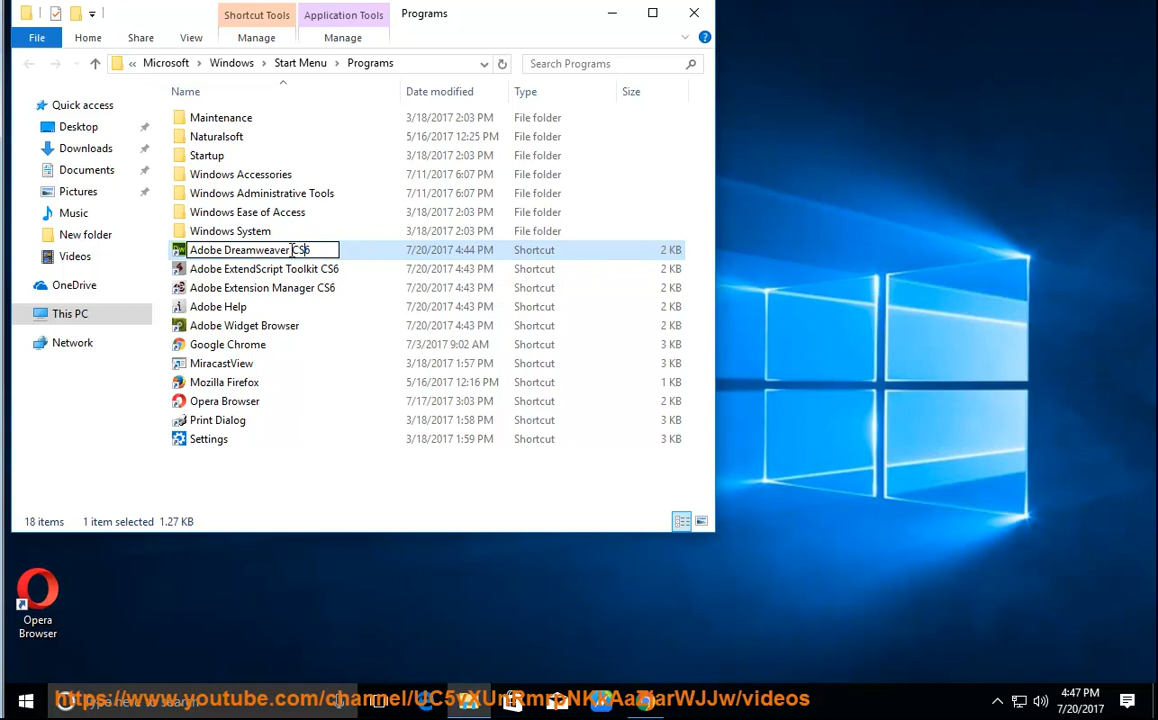 Shortcut Tools Application Tools Programs
File Home Share View Manage Manage
« Microsoft > Windows > Start Menu > Programs Search Programs
Name Date modified Type Size
Quick access
Desktop
Downloads
Documents
Pictures
Music
New folder
Videos
OneDrive
This PC
Network
Maintenance 3/18/2017 2:03 PM File folder
Naturalsoft 5/16/2017 12:25 PM File folder
Startup 3/18/2017 2:03 PM File folder
Windows Accessories 7/11/2017 6:07 PM File folder
Windows Administrative Tools 7/11/2017 6:07 PM File folder
Windows Ease of Access 3/18/2017 2:03 PM File folder
Windows System 3/18/2017 2:03 PM File folder
Adobe Dreamweaver CS6 7/20/2017 4:44 PM Shortcut 2 KB
Adobe ExtendScript Toolkit CS6 7/20/2017 4:43 PM Shortcut 2 KB
Adobe Extension Manager CS6 7/20/2017 4:43 PM Shortcut 2 KB
Adobe Help 7/20/2017 4:43 PM Shortcut 2 KB
Adobe Widget Browser 7/20/2017 4:43 PM Shortcut 2 KB
Google Chrome 7/3/2017 9:02 AM Shortcut 3 KB
MiracastView 3/18/2017 1:57 PM Shortcut 3 KB
Mozilla Firefox 5/16/2017 12:16 PM Shortcut 1 KB
Opera Browser 7/17/2017 3:03 PM Shortcut 2 KB
Print Dialog 3/18/2017 1:58 PM Shortcut 3 KB
Settings 3/18/2017 1:59 PM Shortcut 3 KB
18 items 1 item selected 1.27 KB
Opera
Browser
4:47 PM
7/20/2017